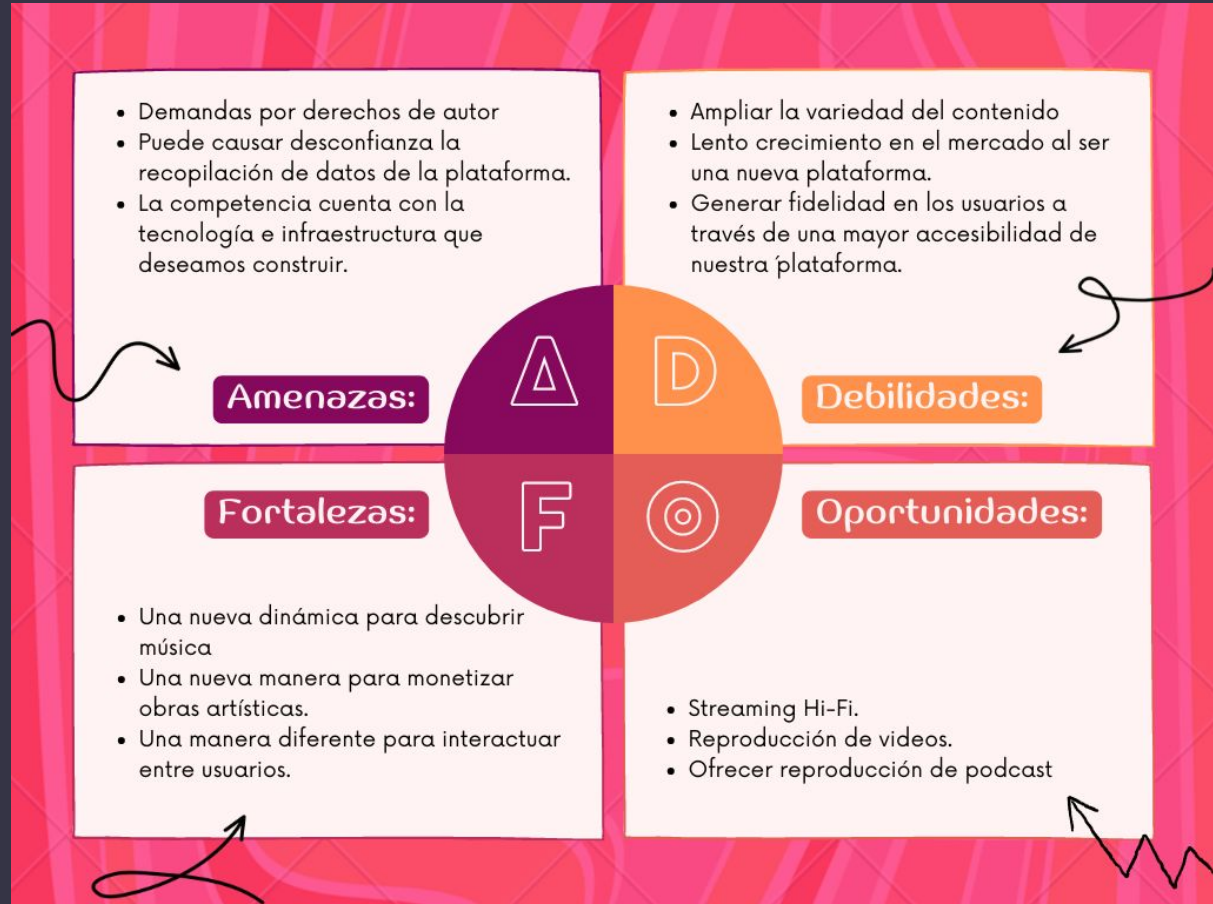 • Demandas por derechos de autor
• Puede causar desconfianza la
recopilación de datos de la plataforma.
• La competencia cuenta con la
tecnología e infraestructura que
deseamos construir.
Amenazas:
A
• Ampliar la variedad del contenido
• Lento crecimiento en el mercado al ser
una nueva plataforma.
• Generar fidelidad en los usuarios a
través de una mayor accesibilidad de
nuestra ´plataforma.
D
Debilidades:
Fortalezas:
F
• Una nueva dinámica para descubrir
música
• Una nueva manera para monetizar
obras artísticas.
• Una manera diferente para interactuar
entre usuarios.
O
Oportunidades:
• Streaming Hi-Fi.
• Reproducción de videos.
• Ofrecer reproducción de podcast